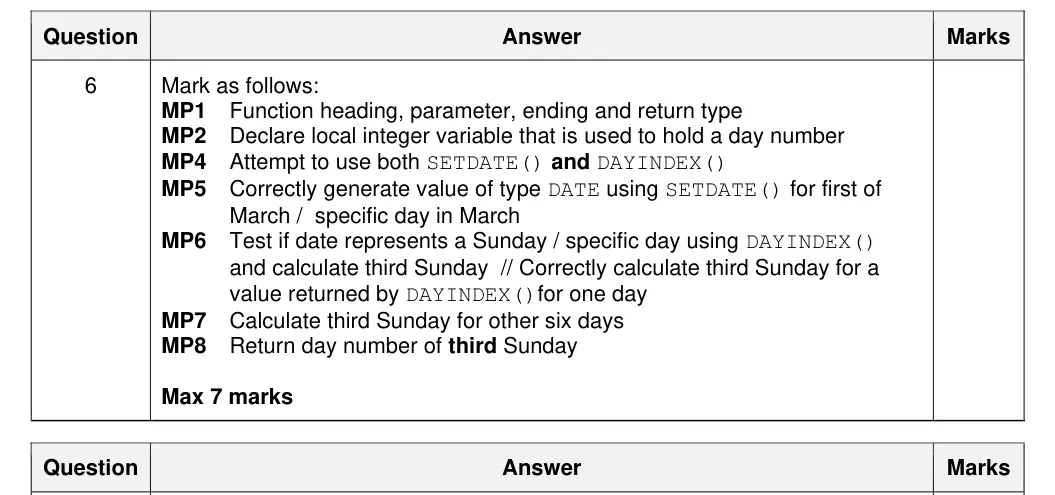 Question Answer Marks
6 Mark as follows:
MP1 Function heading, parameter, ending and return type
MP2 Declare local integer variable that is used to hold a day number
MP4 Attempt to use both SETDATE() and DAYINDEX()
MP5 Correctly generate value of type DATE using SETDATE() for first of
March / specific day in March
MP6 Test if date represents a Sunday / specific day using DAYINDEX()
and calculate third Sunday // Correctly calculate third Sunday for a
value returned by DAYINDEX()for one day
MP7 Calculate third Sunday for other six days
MP8 Return day number of third Sunday
Max 7 marks
Question Answer Marks